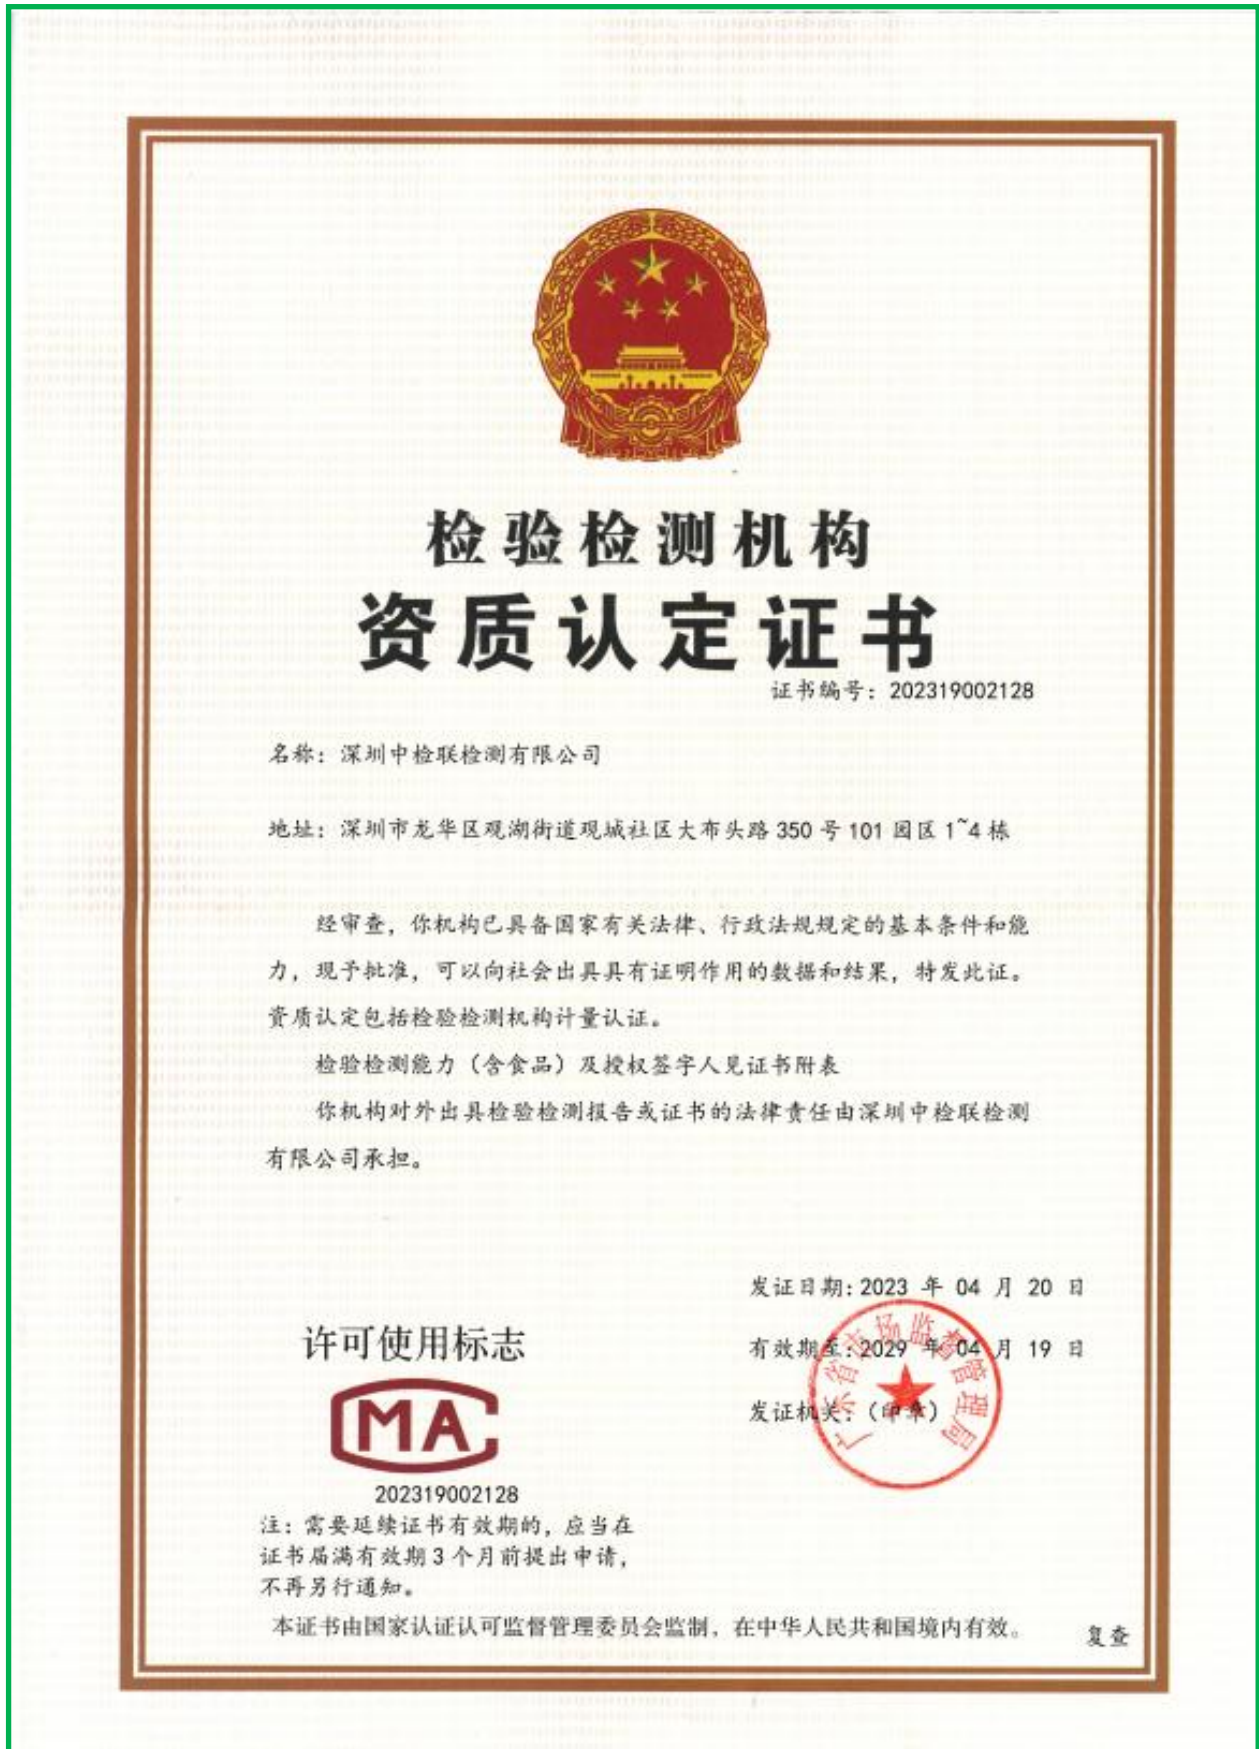 检验检测机构
资质认定证书
证书编号：202319002128
名称：深圳中检联检测有限公司
地址：深圳市龙华区观湖街道观城社区大布头路 350 号 101 园区 1~4 栋
经审查，你机构已具备国家有关法律、行政法规规定的基本条件和能
力，现予批准，可以向社会出具具有证明作用的数据和结果，特发此证。
资质认定包括检验检测机构计量认证。
检验检测能力（含食品）及授权签字人见证书附表
你机构对外出具检验检测报告或证书的法律责任由深圳中检联检测
有限公司承担。
发证日期：2023 年 04 月 20 日
有效期至：2029 年 04 月 19 日
发证机关：（印章）
广东省市场监督管理局
许可使用标志
MA
202319002128
注：需要延续证书有效期的，应当在
证书届满有效期 3 个月前提出申请，
不再另行通知。
本证书由国家认证认可监督管理委员会监制，在中华人民共和国境内有效。
复查